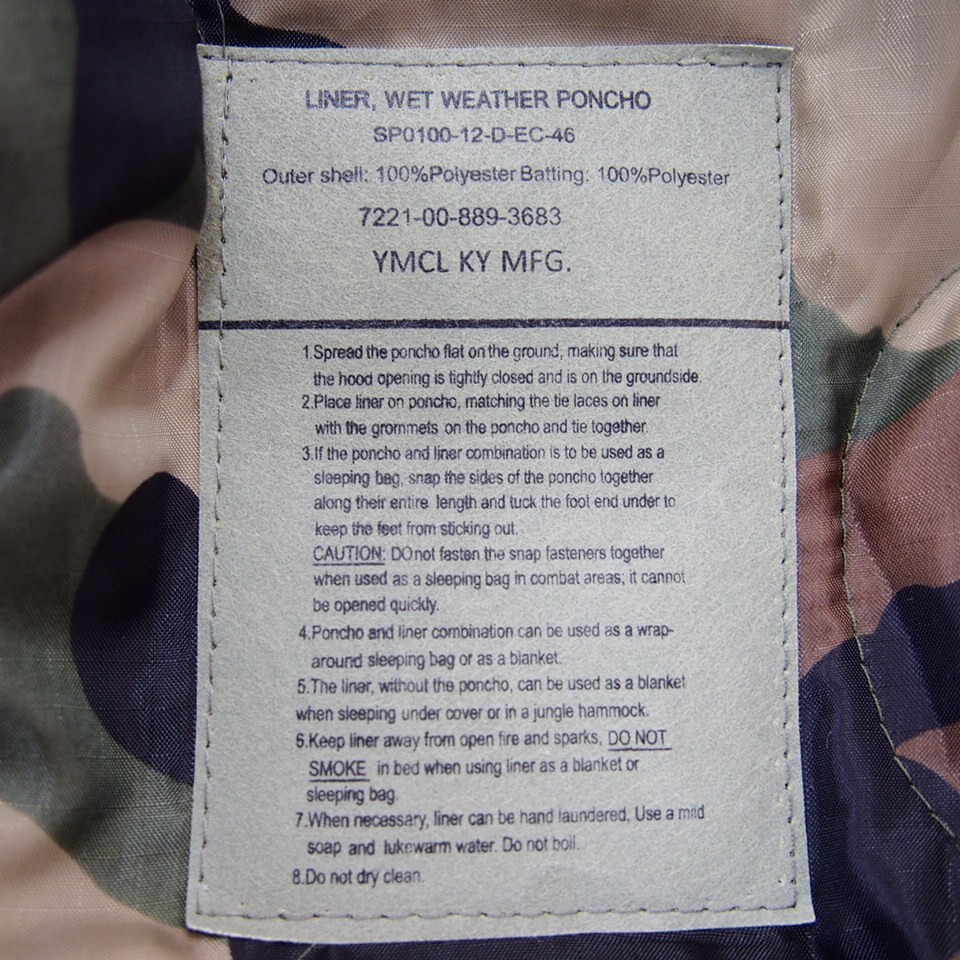 LINER, WET WEATHER PONCHO
SP0100-12-D-EC-46
Outer shell: 100%Polyester Batting: 100%Polyester
7221-00-889-3683
YMCL KY MFG.
1.Spread the poncho flat on the ground, making sure that
the hood opening is tightly closed and is on the groundside.
2.Place liner on poncho, matching the tie laces on liner
with the grommets on the poncho and tie together.
3.If the poncho and liner combination is to be used as a
sleeping beg, snap the sides of the poncho together
along their entire length and tuck the foot end under to
keep the feet from sticking out.
CAUTION: DOnot fasten the snap fasteners together
when used as a sleeping bag in combat areas; it cannot
be opened quickly.
4.Poncho and liner combination can be used as a wrap-
around sleeping bag or as a blanket.
5.The liner, without the poncho, can be used as a blanket
when sleeping under cover or in a jungle hammock.
6.Keep liner away from open fire and sparks, DO NOT
SMOKE in bed when using liner as a blanket or
sleeping bag.
7.When necessary, liner can be hand laundered, Use a mild
soap and lukewarm water. Do not boil.
8.Do not dry clean.